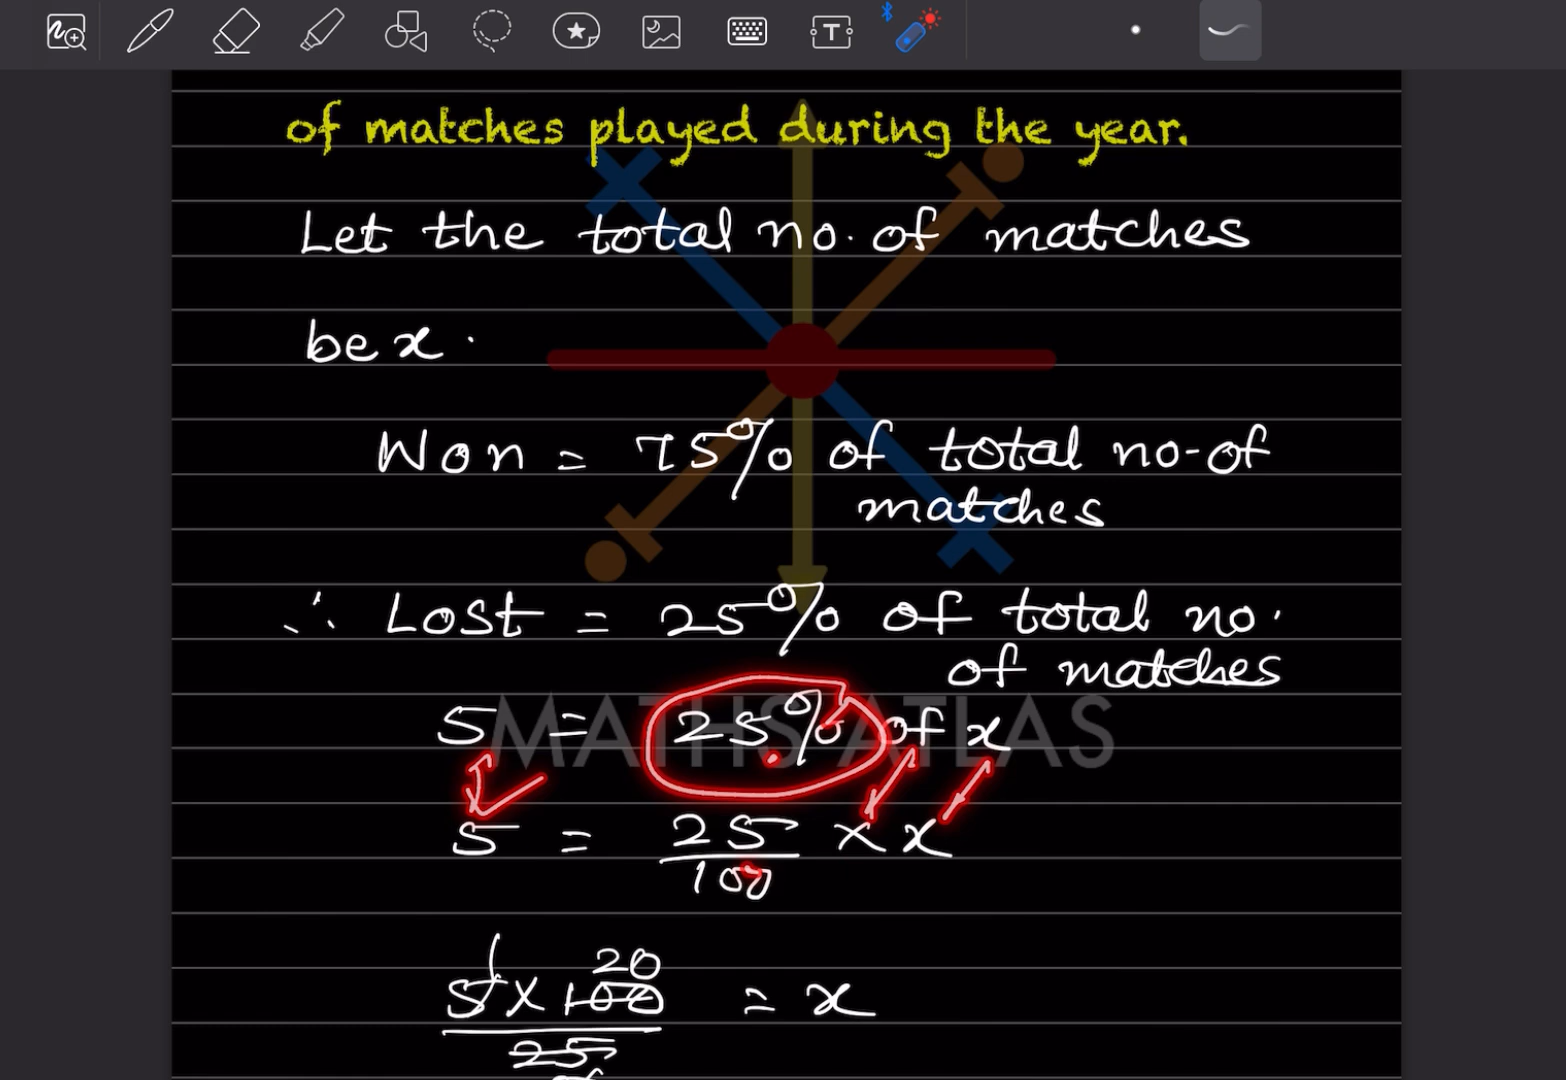 of matches played during the year.
Let the total no. of matches
be x.
Won = 75% of total no. of
matches
∴ Lost = 25% of total no.
of matches
MATHS ATLAS
5 = 25% of x
5 = 25/100 × x
1 20
5 × 100 = x
25